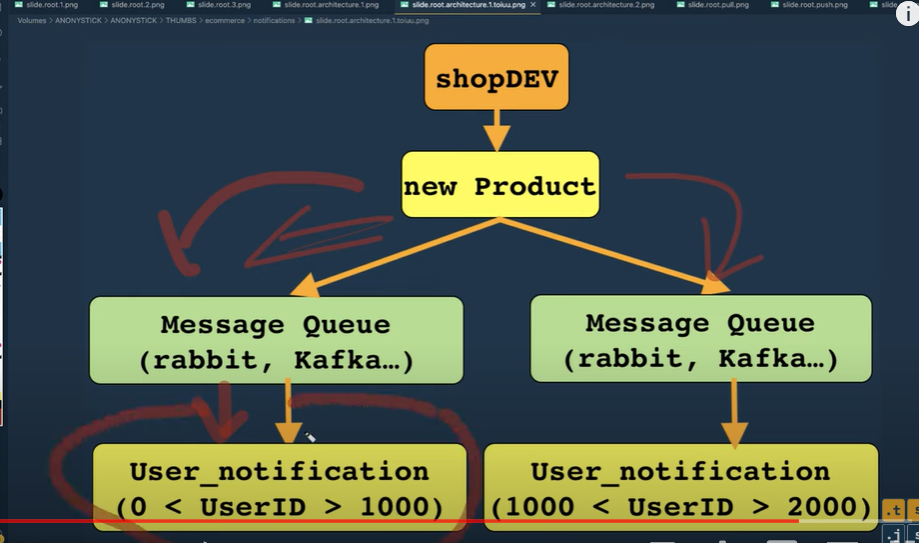 slide.root.1.png
slide.root.2.png
slide.root.3.png
slide.root.architecture.1.png
slide.root.architecture.1.toiuu.png
slide.root.architecture.2.png
slide.root.pull.png
slide.root.push.png
Volumes > ANONYSTICK > ANONYSTICK > THUMBS > ecommerce > notifications > slide.root.architecture.1.toiuu.png
shopDEV
new Product
Message Queue
(rabbit, Kafka…)
Message Queue
(rabbit, Kafka…)
User_notification
(0 < UserID > 1000)
User_notification
(1000 < UserID > 2000)
.t